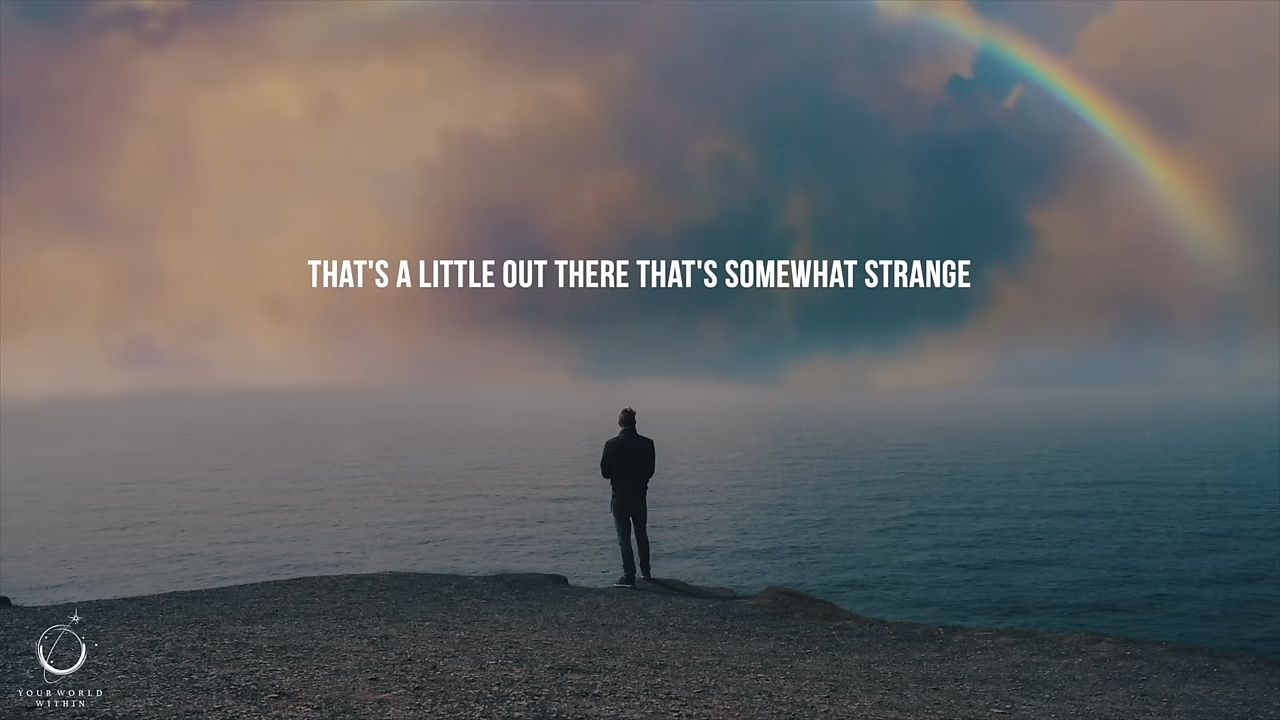 THAT'S A LITTLE OUT THERE THAT'S SOMEWHAT STRANGE
YOUR WORLD
WITHIN